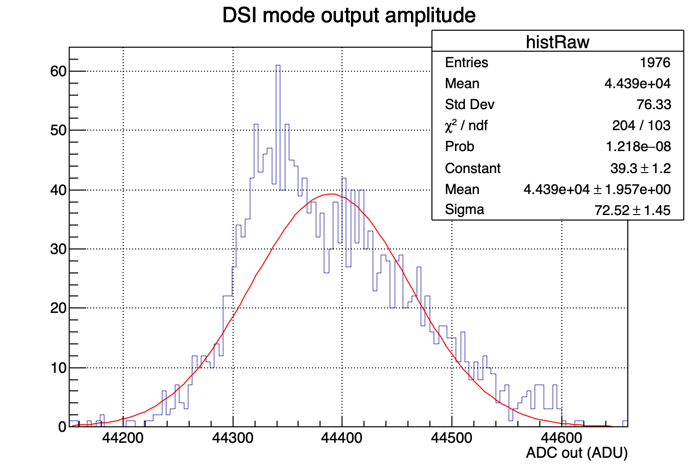 DSI mode output amplitude
histRaw
Entries 1976
Mean 4.439e+04
Std Dev 76.33
χ² / ndf 204 / 103
Prob 1.218e−08
Constant 39.3 ± 1.2
Mean 4.439e+04 ± 1.957e+00
Sigma 72.52 ± 1.45
60
50
40
30
20
10
0
44200 44300 44400 44500 44600
ADC out (ADU)